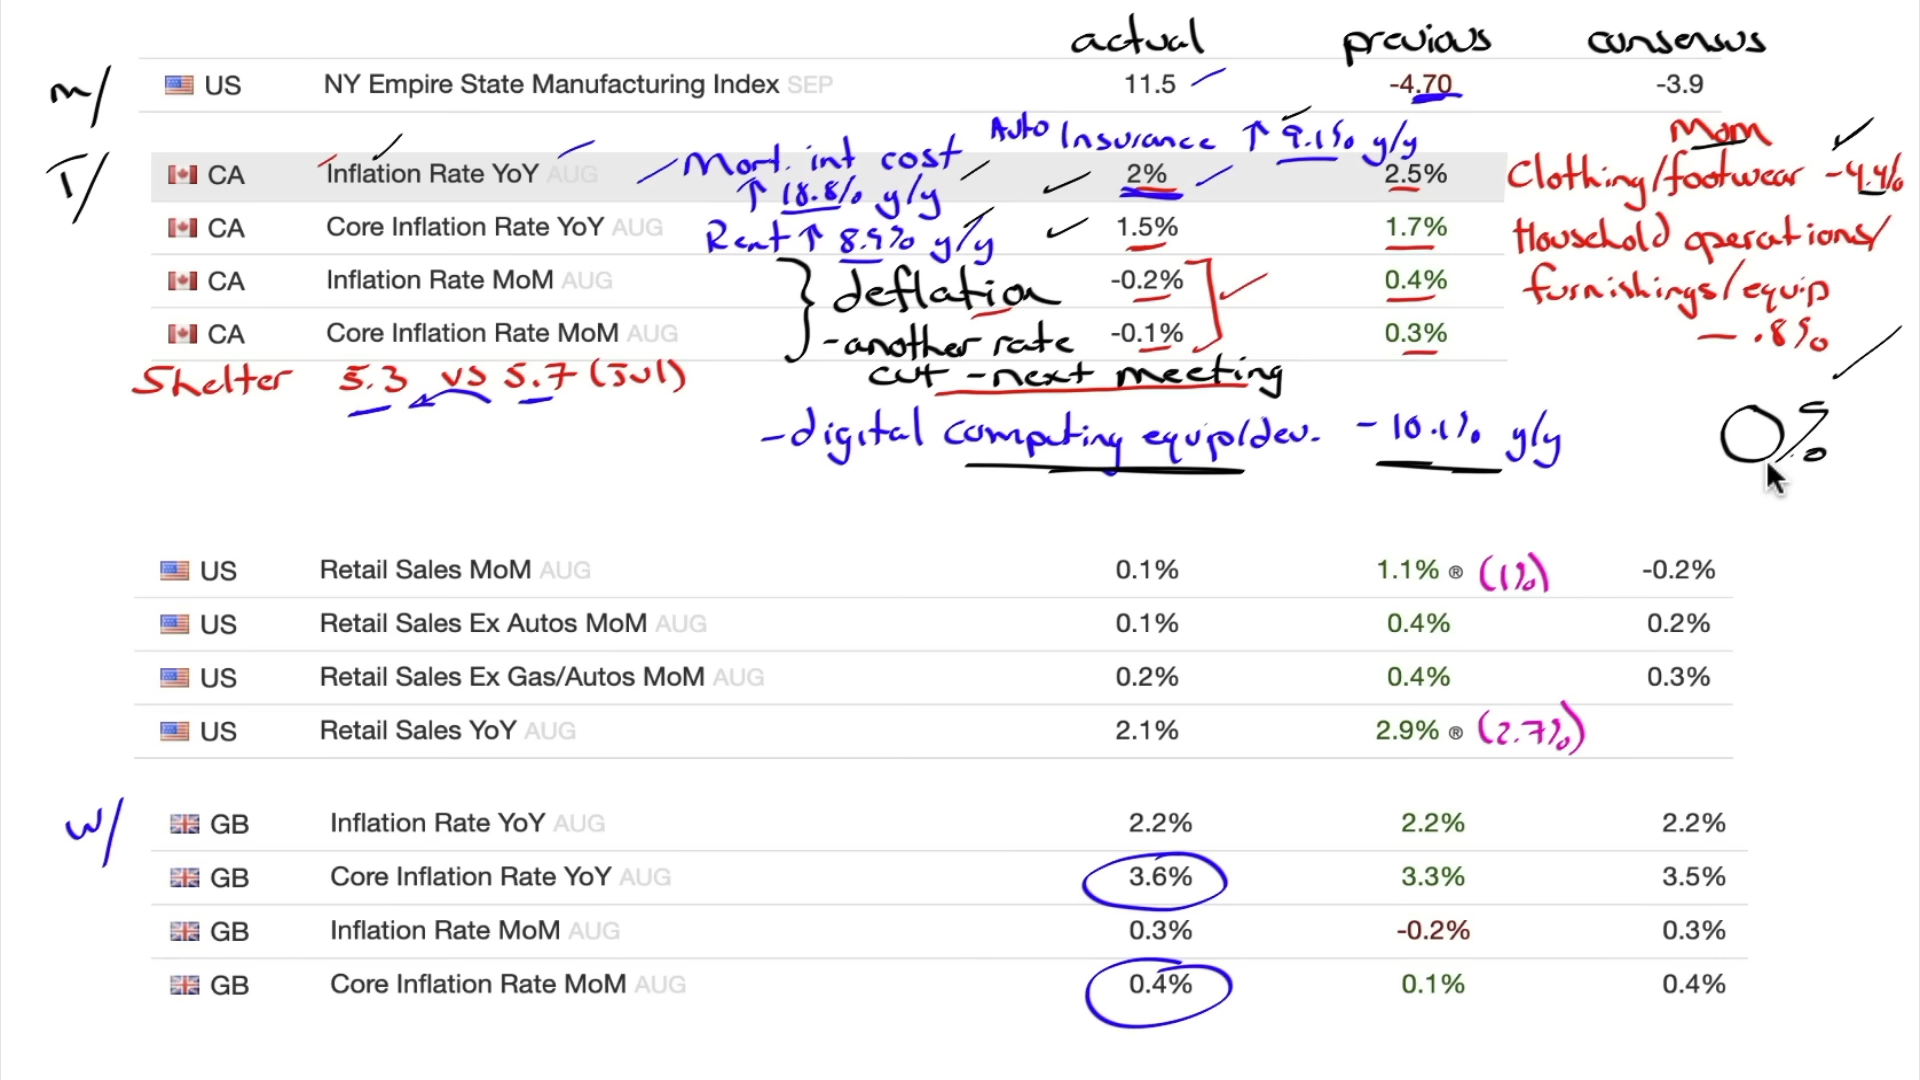 actual previous consensus
m/ US NY Empire State Manufacturing Index SEP 11.5 -4.70 -3.9
Auto Insurance ↑ 9.1% y/y
MoM
T/ CA Inflation Rate YoY AUG 2% 2.5%
Mort. int cost
↑ 18.8% y/y
Clothing/footwear -4.4%
CA Core Inflation Rate YoY AUG 1.5% 1.7%
Rent ↑ 8.9% y/y
Household operations/
furnishings/equip
- .8%
CA Inflation Rate MoM AUG -0.2% 0.4%
CA Core Inflation Rate MoM AUG -0.1% 0.3%
} deflation
- another rate
cut - next meeting
Shelter 5.3 vs 5.7 (Jul)
- digital computing equip/dev. - 10.1% y/y
0%
US Retail Sales MoM AUG 0.1% 1.1% ® (1%) -0.2%
US Retail Sales Ex Autos MoM AUG 0.1% 0.4% 0.2%
US Retail Sales Ex Gas/Autos MoM AUG 0.2% 0.4% 0.3%
US Retail Sales YoY AUG 2.1% 2.9% ® (2.7%)
w/ GB Inflation Rate YoY AUG 2.2% 2.2% 2.2%
GB Core Inflation Rate YoY AUG 3.6% 3.3% 3.5%
GB Inflation Rate MoM AUG 0.3% -0.2% 0.3%
GB Core Inflation Rate MoM AUG 0.4% 0.1% 0.4%